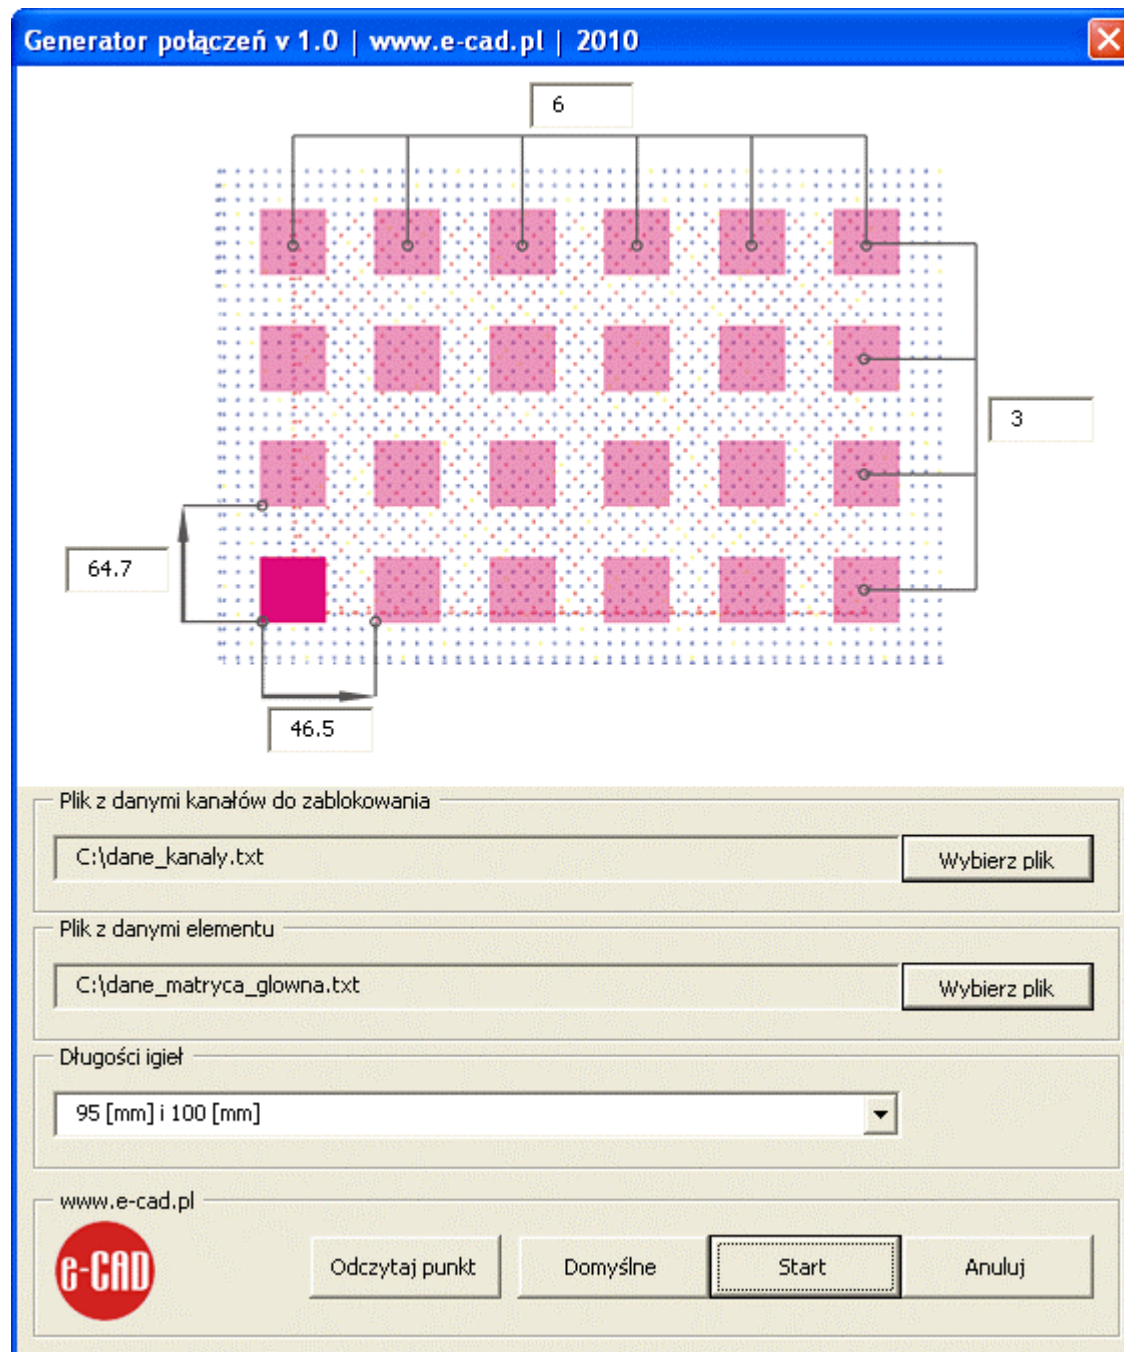 Generator połączeń v 1.0 | www.e-cad.pl | 2010
6
3
64.7
46.5
Plik z danymi kanałów do zablokowania
C:\dane_kanaly.txt
Wybierz plik
Plik z danymi elementu
C:\dane_matryca_glowna.txt
Wybierz plik
Długości igieł
95 [mm] i 100 [mm]
www.e-cad.pl
e-CAD
Odczytaj punkt
Domyślne
Start
Anuluj